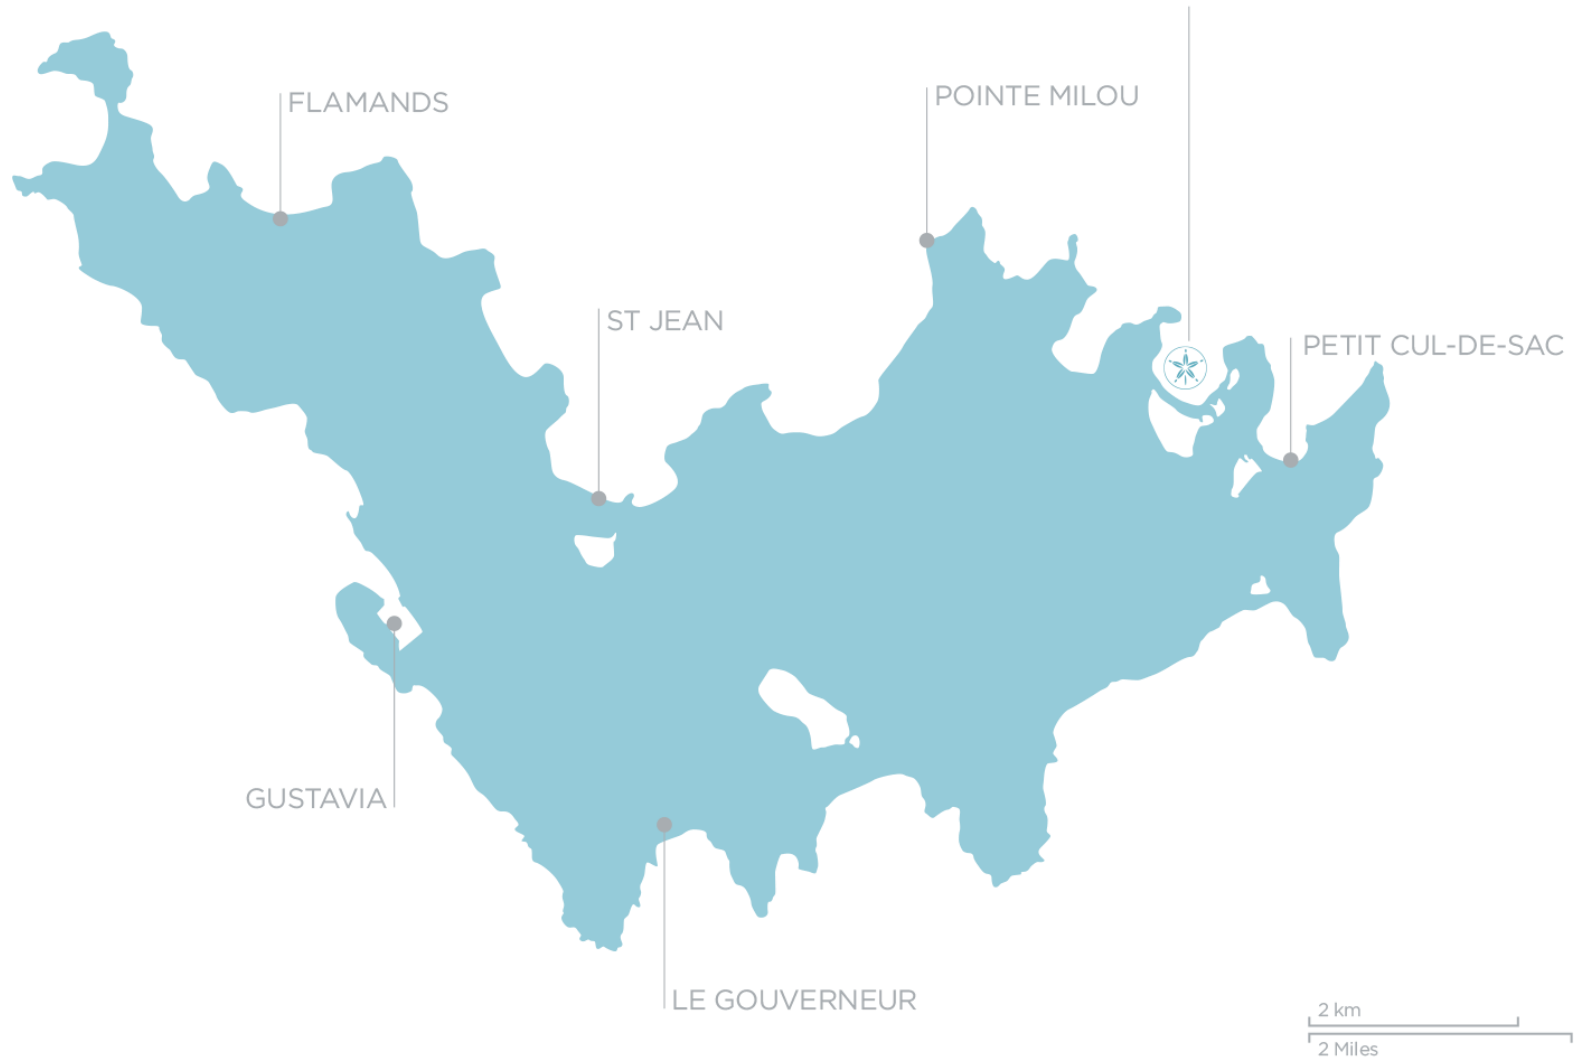 POINTE MILOU
FLAMANDS
ST JEAN
PETIT CUL-DE-SAC
GUSTAVIA
LE GOUVERNEUR
2 km
2 Miles